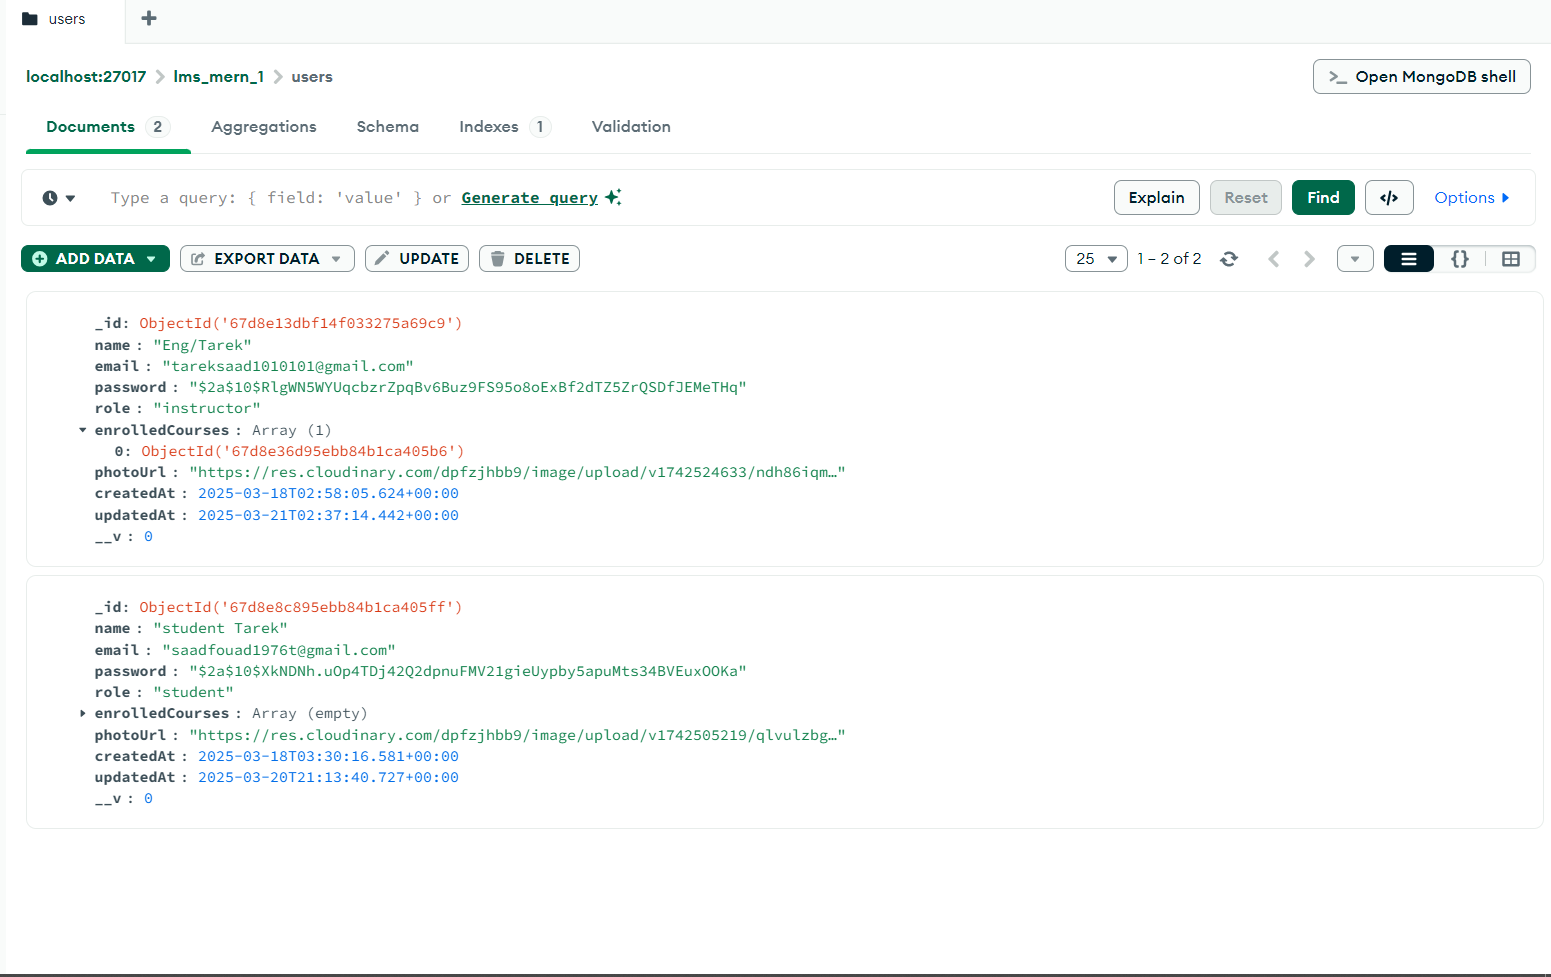 users
localhost:27017 lms_mern_1 users
>_ Open MongoDB shell
Documents 2 Aggregations Schema Indexes 1 Validation
Type a query: { field: 'value' } or Generate query
Explain Reset Find </> Options
ADD DATA EXPORT DATA UPDATE DELETE
25 1 – 2 of 2 {}
_id: ObjectId('67d8e13dbf14f033275a69c9')
name : "Eng/Tarek"
email : "tareksaad1010101@gmail.com"
password : "$2a$10$RlgWN5WYUqcbzrZpqBv6Buz9FS95o8oExBf2dTZ5ZrQSDfJEMeTHq"
role : "instructor"
enrolledCourses : Array (1)
0: ObjectId('67d8e36d95ebb84b1ca405b6')
photoUrl : "https://res.cloudinary.com/dpfzjhbb9/image/upload/v1742524633/ndh86iqm…"
createdAt : 2025-03-18T02:58:05.624+00:00
updatedAt : 2025-03-21T02:37:14.442+00:00
__v : 0
_id: ObjectId('67d8e8c895ebb84b1ca405ff')
name : "student Tarek"
email : "saadfouad1976t@gmail.com"
password : "$2a$10$XkNDNh.uOp4TDj42Q2dpnuFMV21gieUypby5apuMts34BVEuxOOKa"
role : "student"
enrolledCourses : Array (empty)
photoUrl : "https://res.cloudinary.com/dpfzjhbb9/image/upload/v1742505219/qlvulzbg…"
createdAt : 2025-03-18T03:30:16.581+00:00
updatedAt : 2025-03-20T21:13:40.727+00:00
__v : 0